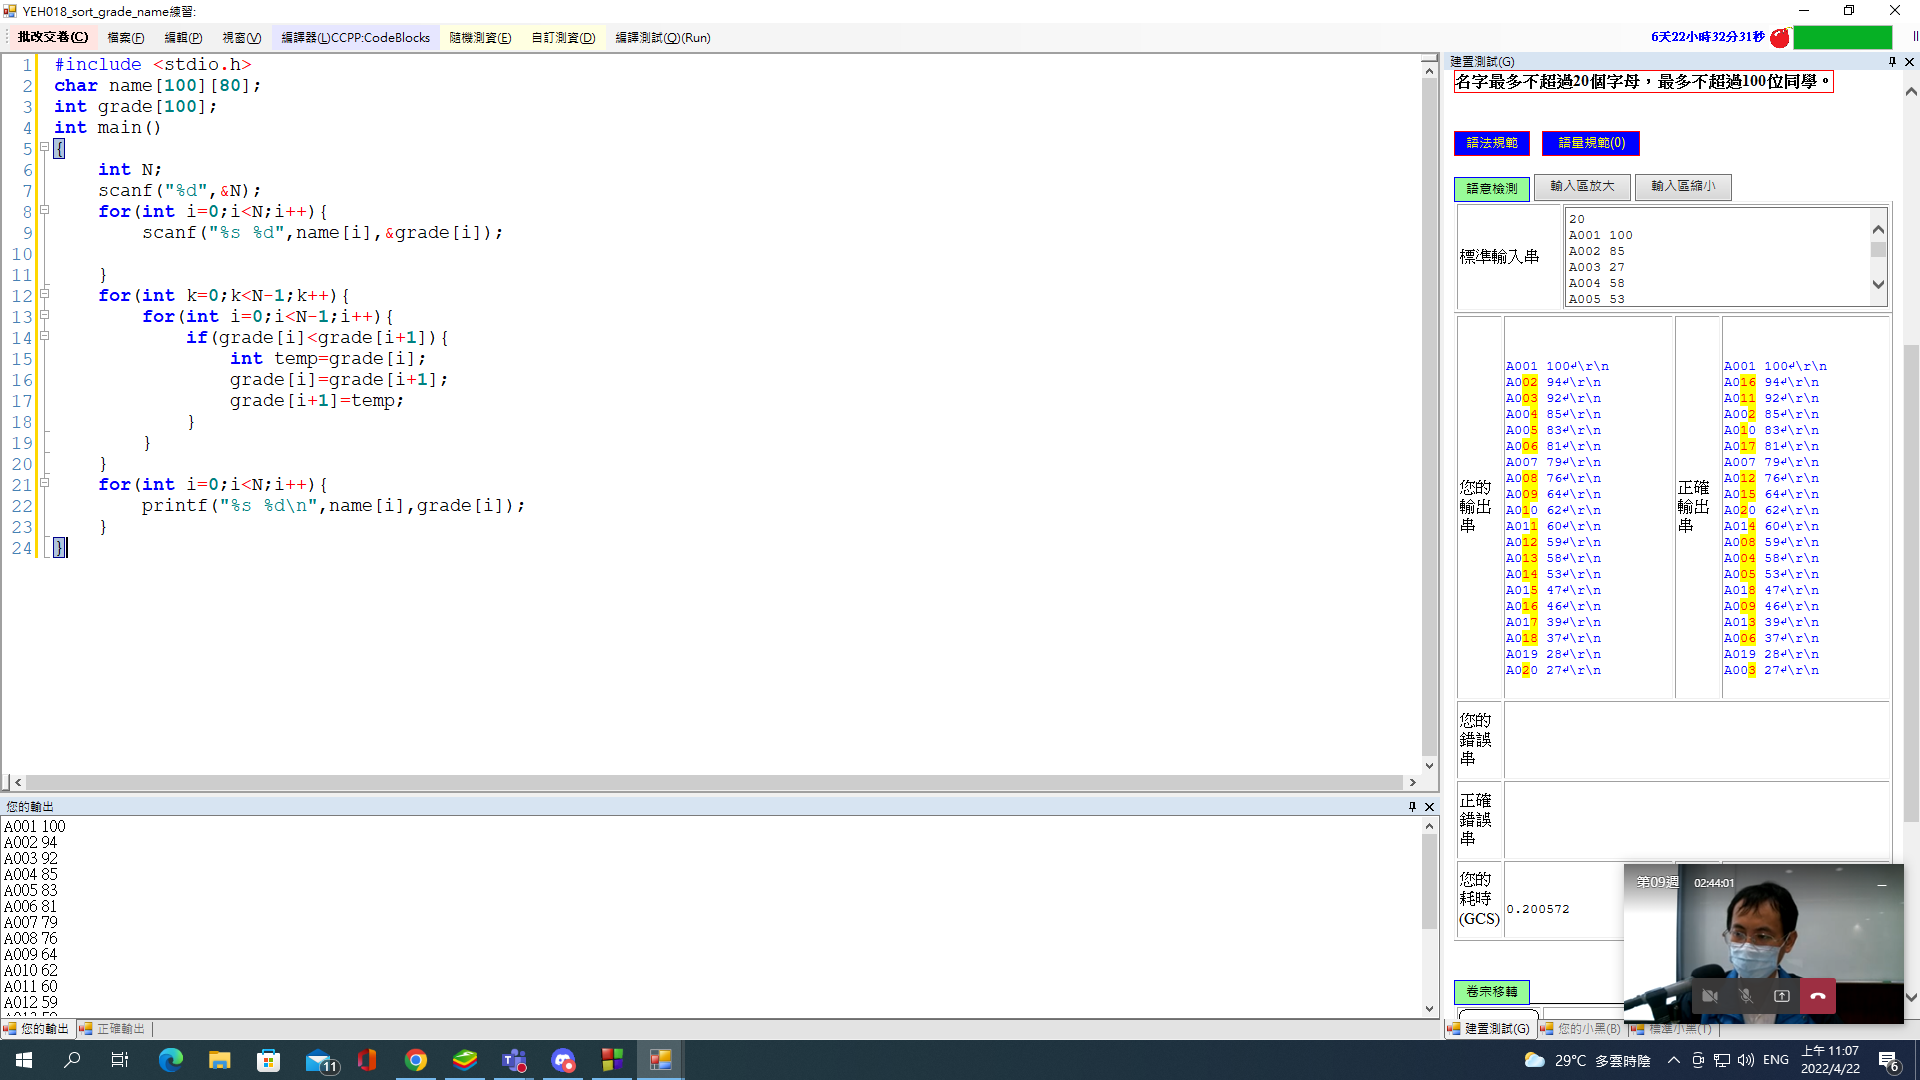 YEH018_sort_grade_name練習:
批改交卷(C) 檔案(F) 編輯(P) 視窗(V) 編譯器(L)CCPP:CodeBlocks 隨機測資(E) 自訂測資(D) 編譯測試(Q)(Run)
6天22小時32分31秒
1 #include <stdio.h>
2 char name[100][80];
3 int grade[100];
4 int main()
5 {
6 int N;
7 scanf("%d",&N);
8 for(int i=0;i<N;i++){
9 scanf("%s %d",name[i],&grade[i]);
10
11 }
12 for(int k=0;k<N-1;k++){
13 for(int i=0;i<N-1;i++){
14 if(grade[i]<grade[i+1]){
15 int temp=grade[i];
16 grade[i]=grade[i+1];
17 grade[i+1]=temp;
18 }
19 }
20 }
21 for(int i=0;i<N;i++){
22 printf("%s %d\n",name[i],grade[i]);
23 }
24 }
您的輸出
A001 100
A002 94
A003 92
A004 85
A005 83
A006 81
A007 79
A008 76
A009 64
A010 62
A011 60
A012 59
您的輸出 正確輸出
建置測試(G)
名字最多不超過20個字母，最多不超過100位同學。
語法規範 語量規範(0)
語意檢測 輸入區放大 輸入區縮小
標準輸入串
20
A001 100
A002 85
A003 27
A004 58
A005 53
您的輸出串
A001 100↵\r\n
A002 94↵\r\n
A003 92↵\r\n
A004 85↵\r\n
A005 83↵\r\n
A006 81↵\r\n
A007 79↵\r\n
A008 76↵\r\n
A009 64↵\r\n
A010 62↵\r\n
A011 60↵\r\n
A012 59↵\r\n
A013 58↵\r\n
A014 53↵\r\n
A015 47↵\r\n
A016 46↵\r\n
A017 39↵\r\n
A018 37↵\r\n
A019 28↵\r\n
A020 27↵\r\n
正確輸出串
A001 100↵\r\n
A016 94↵\r\n
A011 92↵\r\n
A002 85↵\r\n
A010 83↵\r\n
A017 81↵\r\n
A007 79↵\r\n
A012 76↵\r\n
A015 64↵\r\n
A020 62↵\r\n
A014 60↵\r\n
A008 59↵\r\n
A004 58↵\r\n
A005 53↵\r\n
A018 47↵\r\n
A009 46↵\r\n
A013 39↵\r\n
A006 37↵\r\n
A019 28↵\r\n
A003 27↵\r\n
您的錯誤串
正確錯誤串
您的耗時(GCS)
0.200572
第09週 02:44:01
卷宗移轉
建置測試(G) 您的小黑(B) 標準小黑(T)
11
29°C 多雲時陰 ENG 上午 11:07
2022/4/22
6